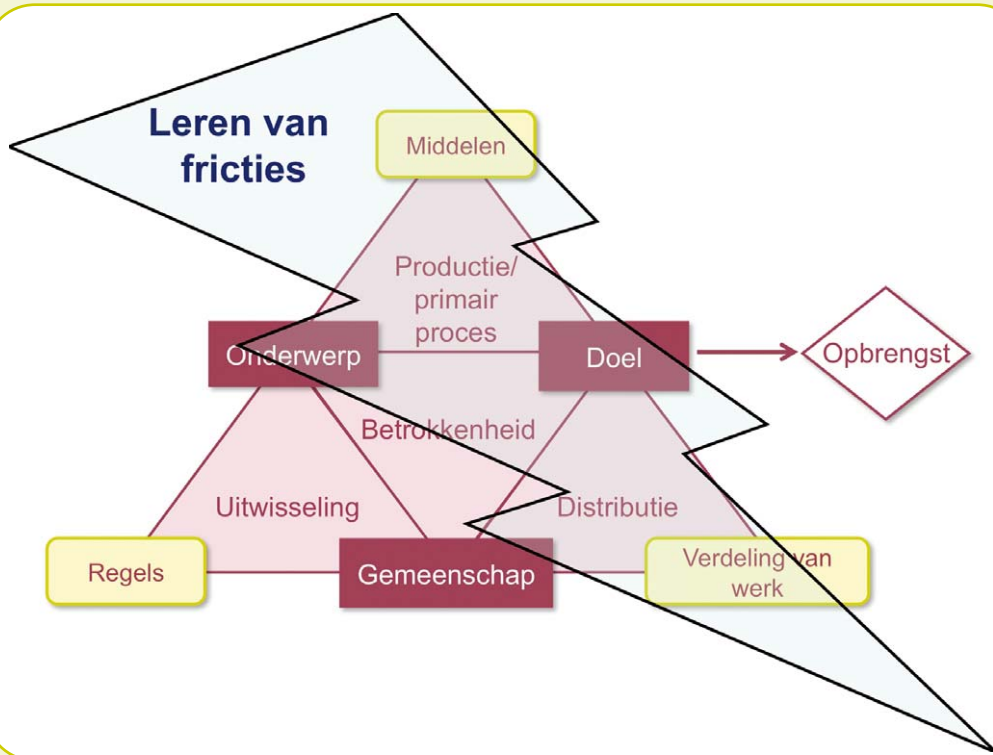 Leren van
fricties
Middelen
Productie/
primair
proces
Onderwerp
Doel
Opbrengst
Betrokkenheid
Uitwisseling
Distributie
Regels
Gemeenschap
Verdeling van
werk